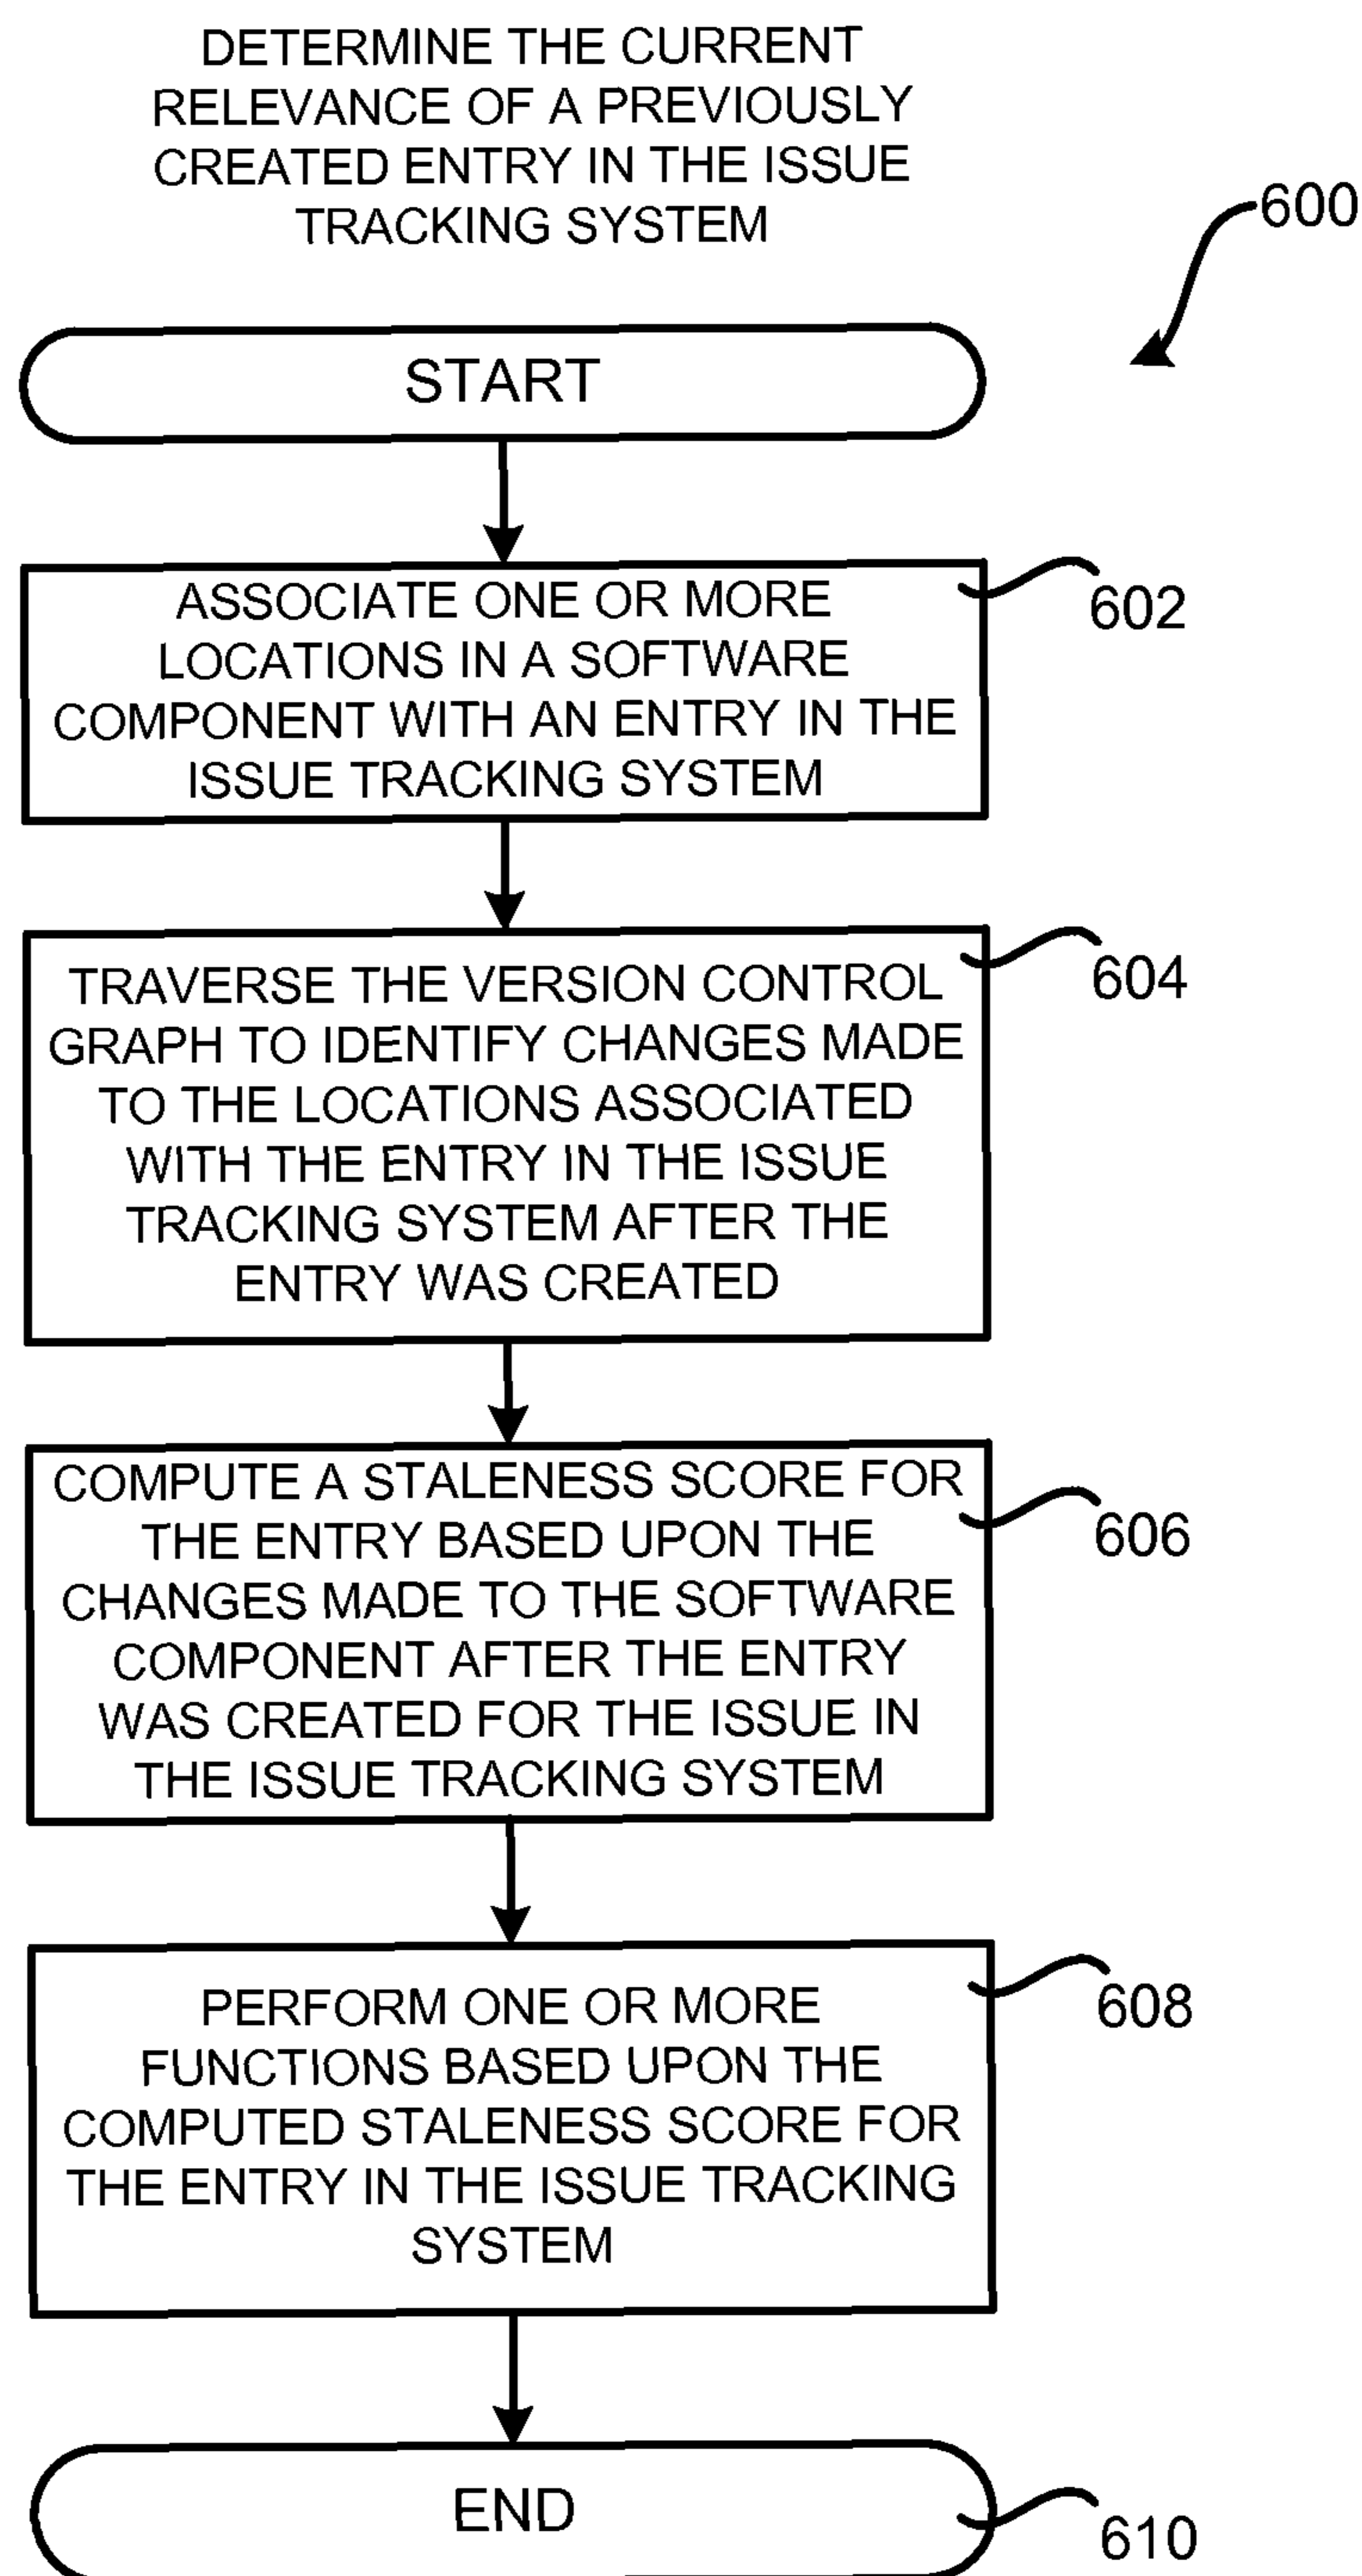 DETERMINE THE CURRENT
RELEVANCE OF A PREVIOUSLY
CREATED ENTRY IN THE ISSUE
TRACKING SYSTEM
600
START
ASSOCIATE ONE OR MORE
LOCATIONS IN A SOFTWARE
COMPONENT WITH AN ENTRY IN THE
ISSUE TRACKING SYSTEM
602
TRAVERSE THE VERSION CONTROL
GRAPH TO IDENTIFY CHANGES MADE
TO THE LOCATIONS ASSOCIATED
WITH THE ENTRY IN THE ISSUE
TRACKING SYSTEM AFTER THE
ENTRY WAS CREATED
604
COMPUTE A STALENESS SCORE FOR
THE ENTRY BASED UPON THE
CHANGES MADE TO THE SOFTWARE
COMPONENT AFTER THE ENTRY
WAS CREATED FOR THE ISSUE IN
THE ISSUE TRACKING SYSTEM
606
PERFORM ONE OR MORE
FUNCTIONS BASED UPON THE
COMPUTED STALENESS SCORE FOR
THE ENTRY IN THE ISSUE TRACKING
SYSTEM
608
END
610